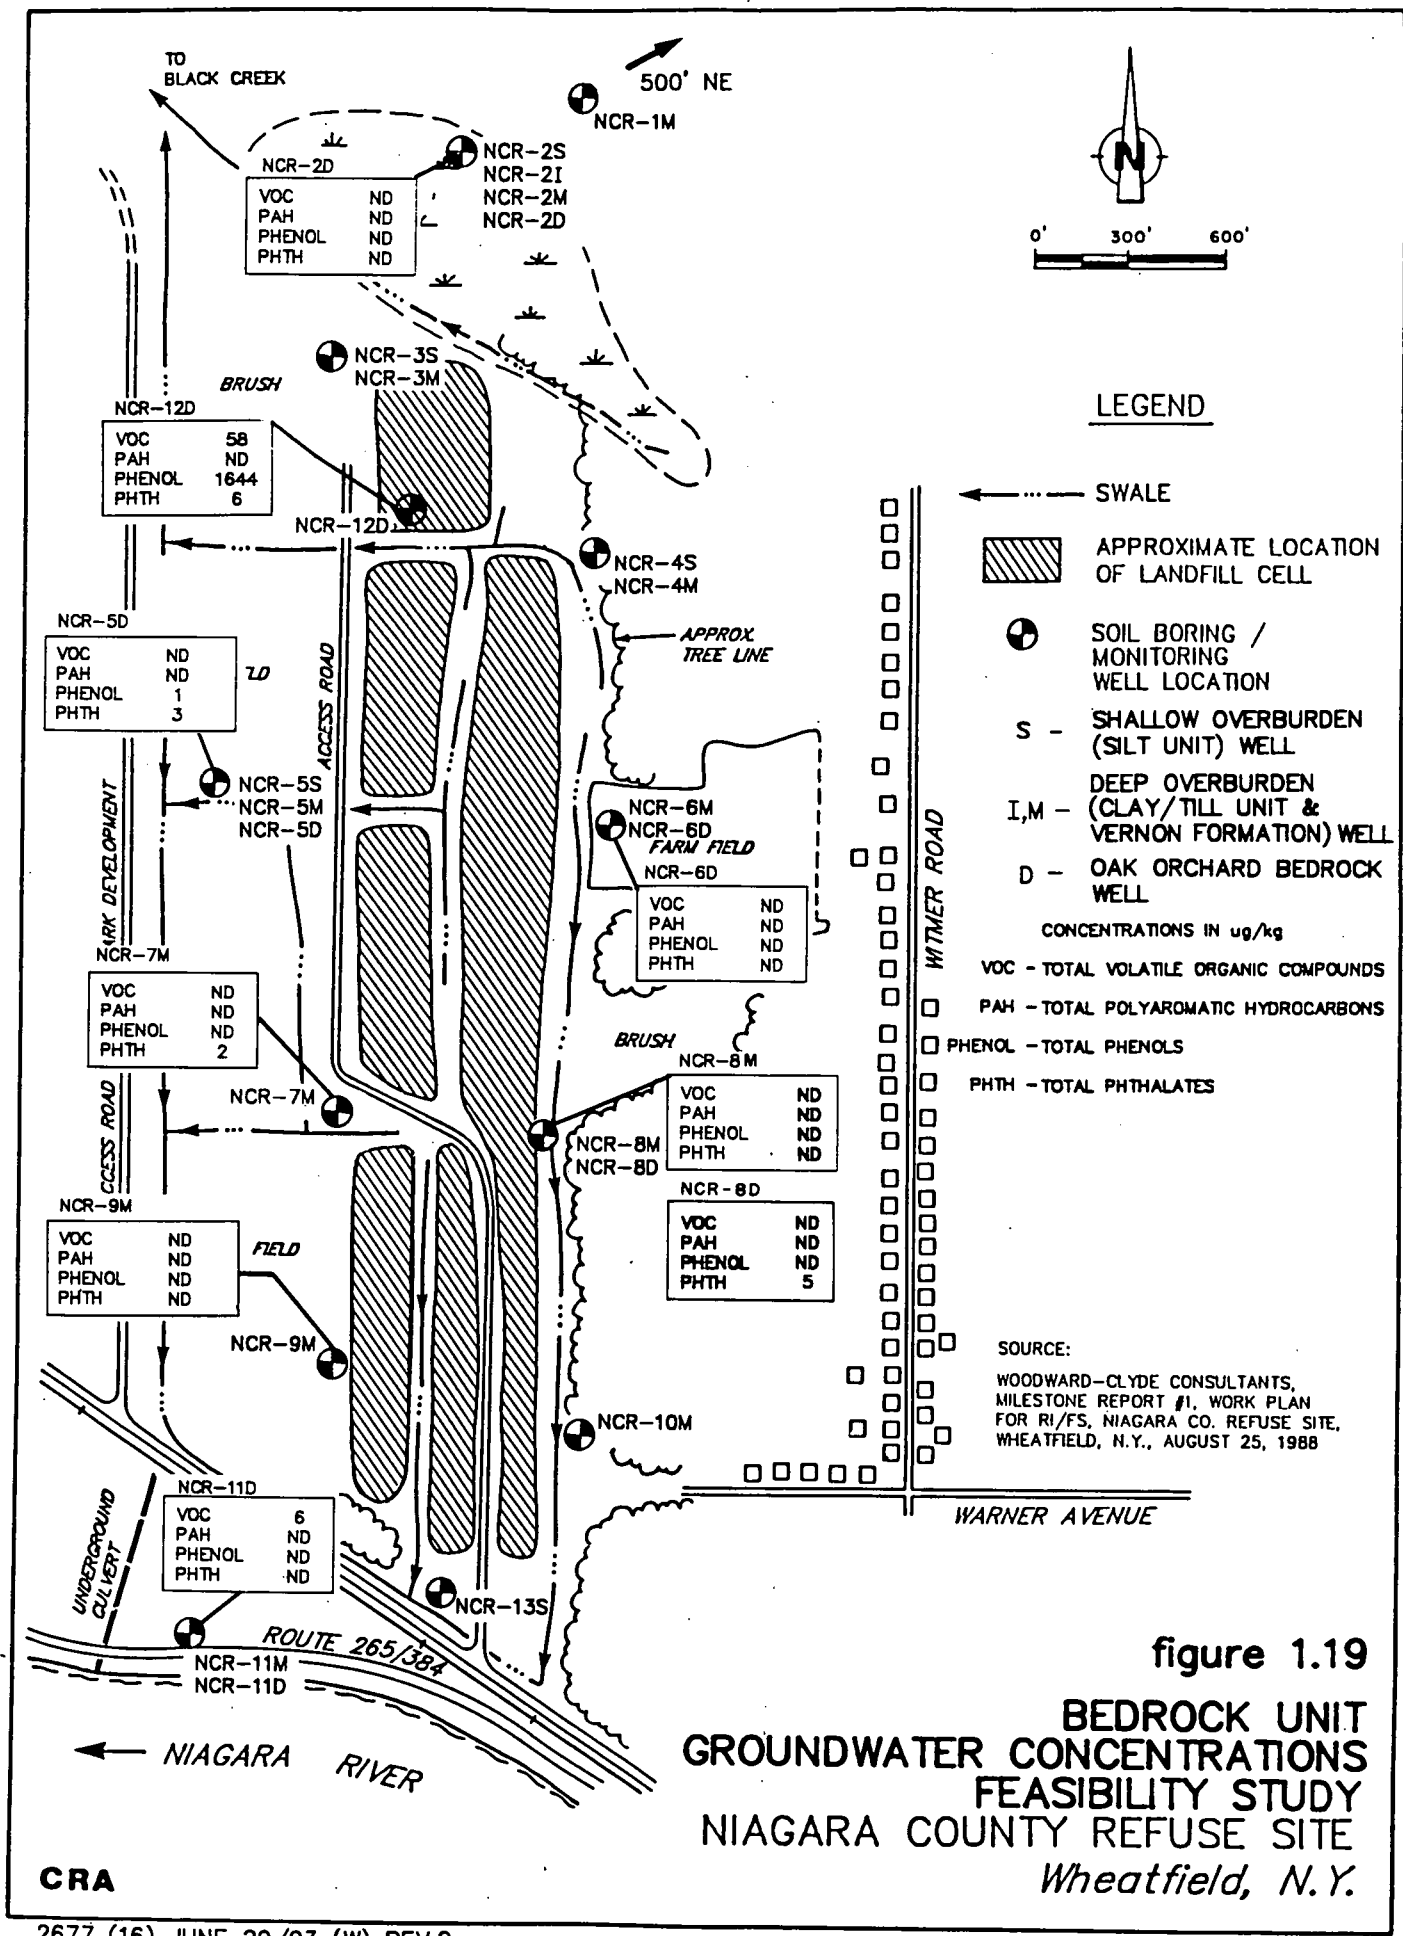 TO
BLACK CREEK
500' NE
NCR-1M
NCR-2D
VOC ND
PAH ND
PHENOL ND
PHTH ND
NCR-2S
NCR-2I
NCR-2M
NCR-2D
N
0' 300' 600'
NCR-3S
NCR-3M
BRUSH
NCR-12D
VOC 58
PAH ND
PHENOL 1644
PHTH 6
NCR-12D
NCR-4S
NCR-4M
APPROX.
TREE LINE
NCR-5D
VOC ND
PAH ND
PHENOL 1
PHTH 3
ACCESS ROAD
NCR-5S
NCR-5M
NCR-5D
ARK DEVELOPMENT
NCR-6M
NCR-6D
FARM FIELD
NCR-6D
VOC ND
PAH ND
PHENOL ND
PHTH ND
WITMER ROAD
NCR-7M
VOC ND
PAH ND
PHENOL ND
PHTH 2
NCR-7M
BRUSH
NCR-8M
VOC ND
PAH ND
PHENOL ND
PHTH ND
NCR-8M
NCR-8D
NCR-8D
VOC ND
PAH ND
PHENOL ND
PHTH 5
CCESS ROAD
NCR-9M
VOC ND
PAH ND
PHENOL ND
PHTH ND
FIELD
NCR-9M
NCR-10M
NCR-11D
VOC 6
PAH ND
PHENOL ND
PHTH ND
UNDERGROUND
CULVERT
NCR-13S
WARNER AVENUE
ROUTE 265/384
NCR-11M
NCR-11D
NIAGARA RIVER
LEGEND
SWALE
APPROXIMATE LOCATION
OF LANDFILL CELL
SOIL BORING /
MONITORING
WELL LOCATION
S - SHALLOW OVERBURDEN
(SILT UNIT) WELL
I,M - DEEP OVERBURDEN
(CLAY/TILL UNIT &
VERNON FORMATION) WELL
D - OAK ORCHARD BEDROCK
WELL
CONCENTRATIONS IN ug/kg
VOC - TOTAL VOLATILE ORGANIC COMPOUNDS
PAH - TOTAL POLYAROMATIC HYDROCARBONS
PHENOL - TOTAL PHENOLS
PHTH - TOTAL PHTHALATES
SOURCE:
WOODWARD-CLYDE CONSULTANTS,
MILESTONE REPORT #1, WORK PLAN
FOR RI/FS, NIAGARA CO. REFUSE SITE,
WHEATFIELD, N.Y., AUGUST 25, 1988
figure 1.19
BEDROCK UNIT
GROUNDWATER CONCENTRATIONS
FEASIBILITY STUDY
NIAGARA COUNTY REFUSE SITE
Wheatfield, N.Y.
CRA